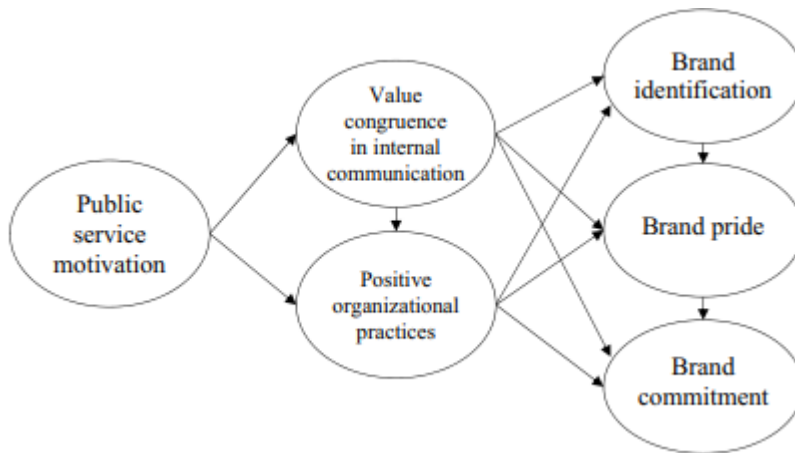 Public
service
motivation
Value
congruence
in internal
communication
Positive
organizational
practices
Brand
identification
Brand pride
Brand
commitment